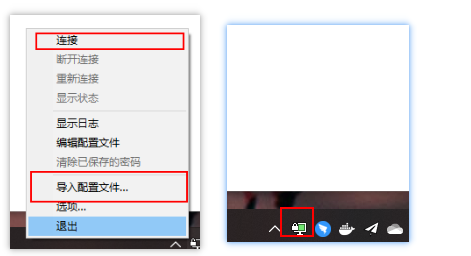 连接
断开连接
重新连接
显示状态
显示日志
编辑配置文件
清除已保存的密码
导入配置文件...
选项...
退出